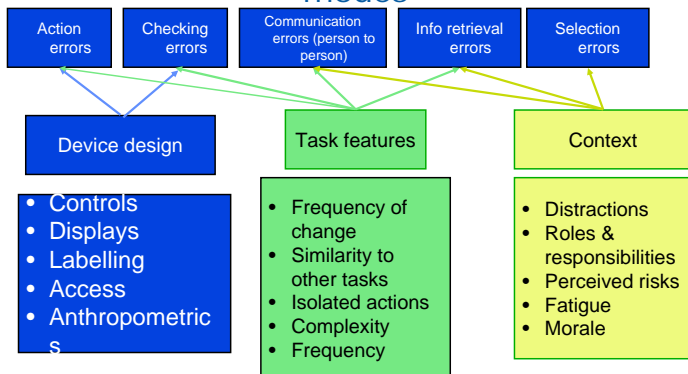 modes
Action
errors
Checking
errors
Communication
errors (person to
person)
Info retrieval
errors
Selection
errors
Device design
Task features
Context
• Controls
• Displays
• Labelling
• Access
• Anthropometric
s
• Frequency of
change
• Similarity to
other tasks
• Isolated actions
• Complexity
• Frequency
• Distractions
• Roles &
responsibilities
• Perceived risks
• Fatigue
• Morale